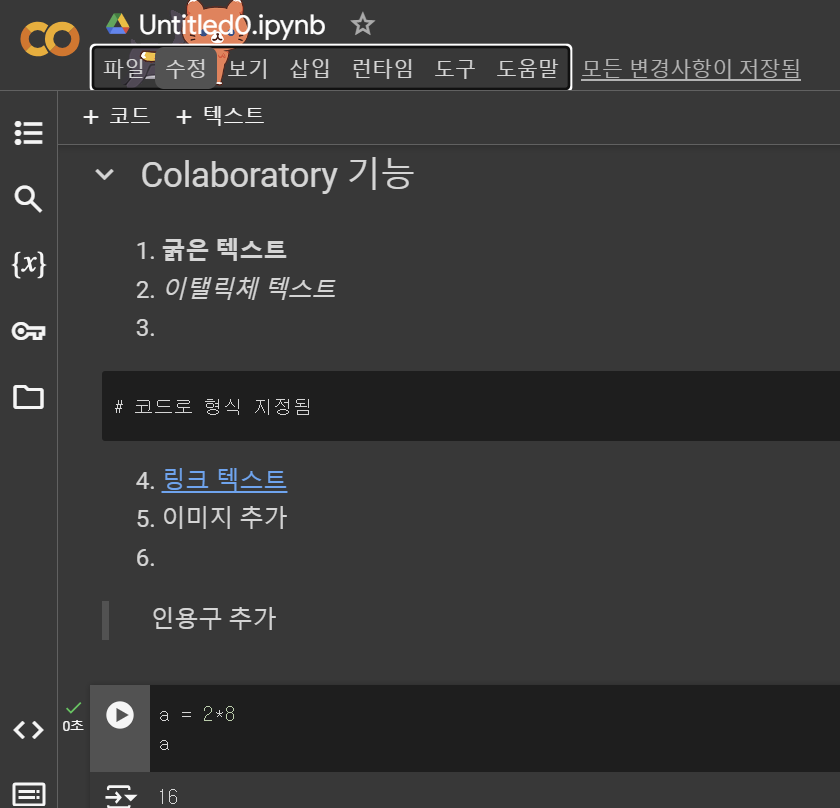 Untitled0.ipynb
파일 수정 보기 삽입 런타임 도구 도움말 모든 변경사항이 저장됨
+ 코드 + 텍스트
Colaboratory 기능
1. 굵은 텍스트
2. 이탤릭체 텍스트
3.
{x}
# 코드로 형식 지정됨
4. 링크 텍스트
5. 이미지 추가
6.
인용구 추가
0초
a = 2*8
a
16